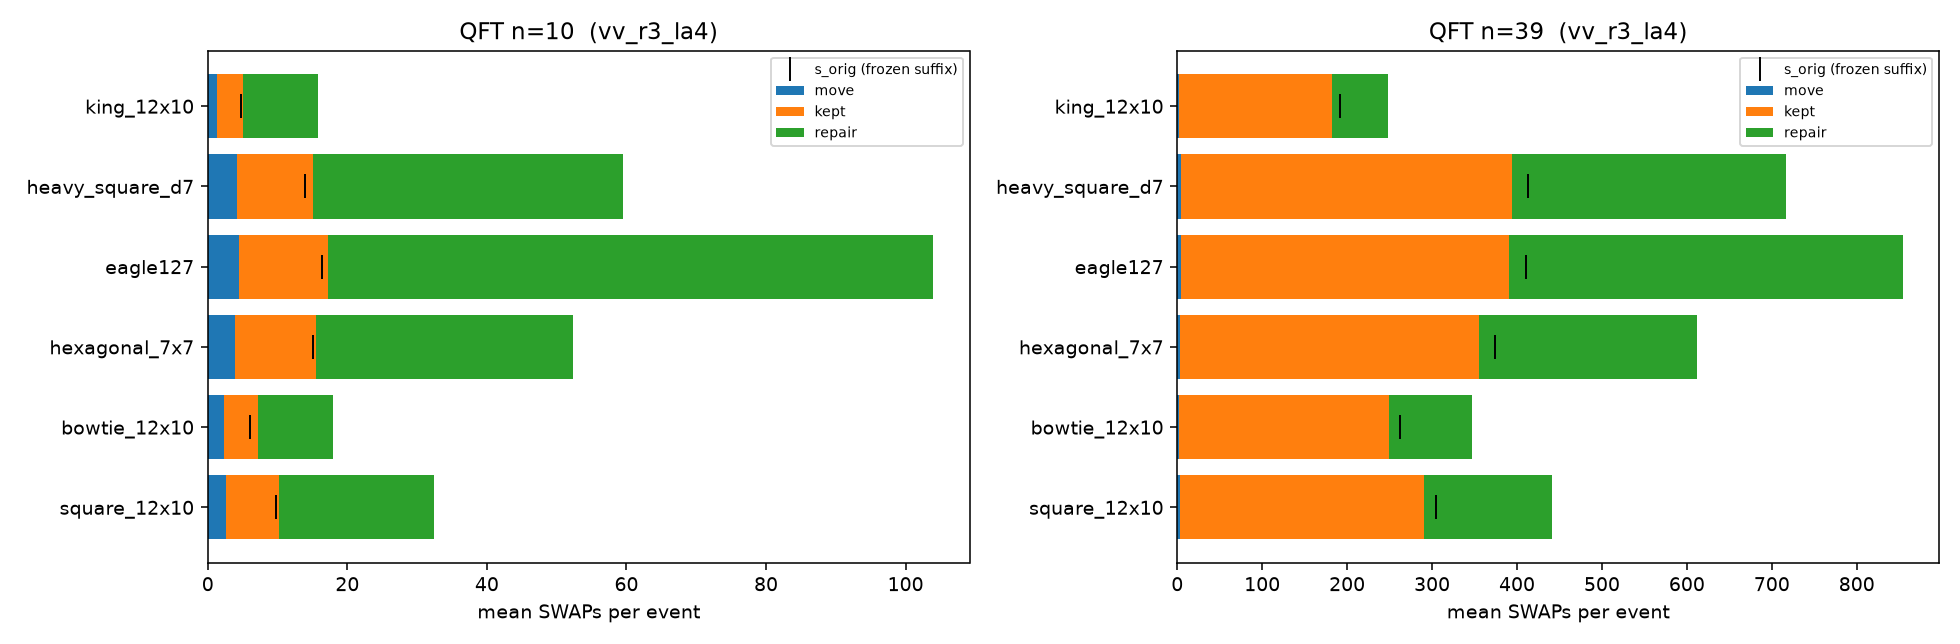 QFT n=10  (vv_r3_la4)
s_orig (frozen suffix)
move
kept
repair
king_12x10
heavy_square_d7
eagle127
hexagonal_7x7
bowtie_12x10
square_12x10
0 20 40 60 80 100
mean SWAPs per event
QFT n=39  (vv_r3_la4)
s_orig (frozen suffix)
move
kept
repair
king_12x10
heavy_square_d7
eagle127
hexagonal_7x7
bowtie_12x10
square_12x10
0 100 200 300 400 500 600 700 800
mean SWAPs per event